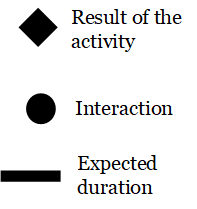 Result of the
activity
Interaction
Expected
duration